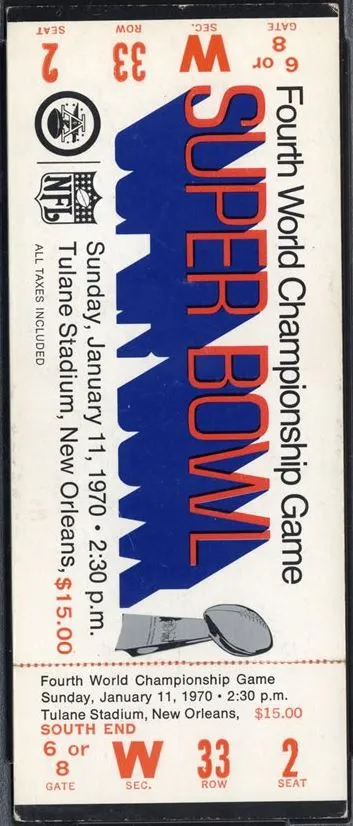 6 or
8
GATE
W
SEC.
33
ROW
2
SEAT
Fourth World Championship Game
SUPER BOWL
Sunday, January 11, 1970 • 2:30 p.m.
Tulane Stadium, New Orleans, $15.00
A
NFL
ALL TAXES INCLUDED
Fourth World Championship Game
Sunday, January 11, 1970 • 2:30 p.m.
Tulane Stadium, New Orleans, $15.00
SOUTH END
6 or
8
GATE
W
SEC.
33
ROW
2
SEAT